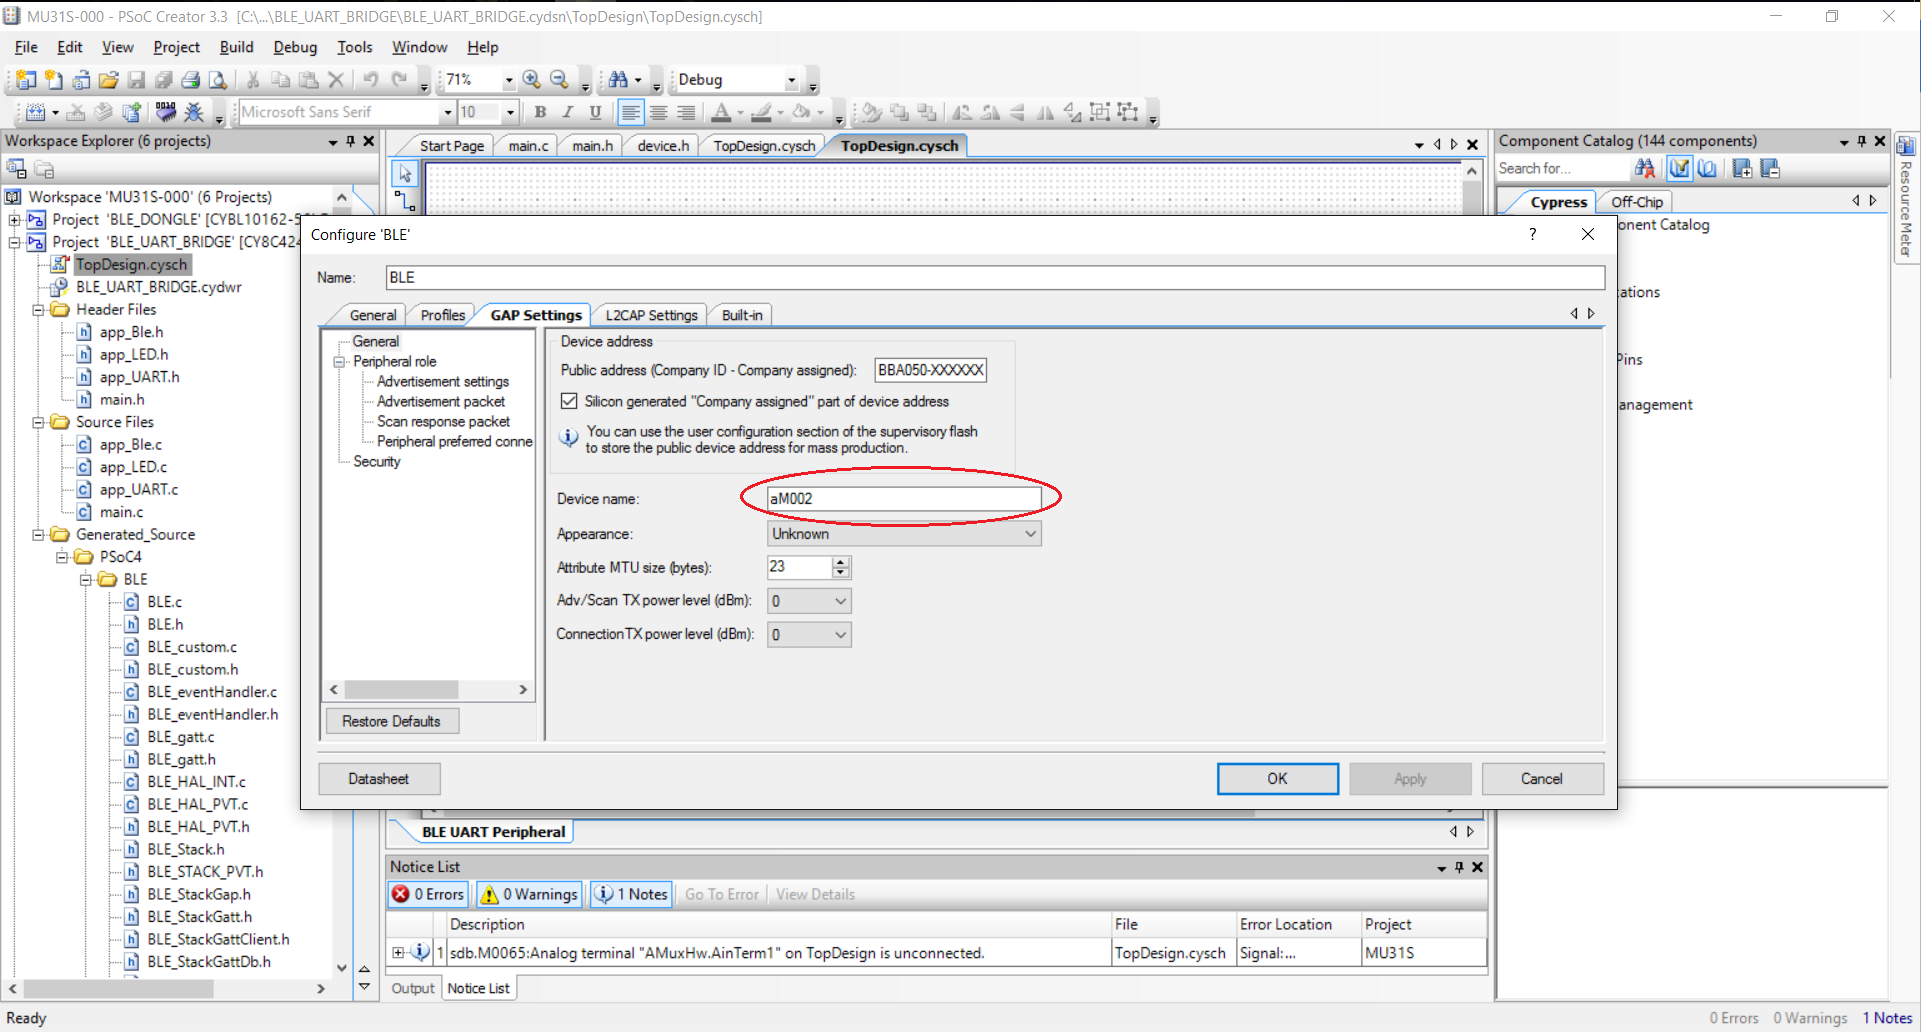 MU31S-000 - PSoC Creator 3.3  [C:\...\BLE_UART_BRIDGE\BLE_UART_BRIDGE.cydsn\TopDesign\TopDesign.cysch]
File Edit View Project Build Debug Tools Window Help
71% Debug
Microsoft Sans Serif 10 B I U A
Workspace Explorer (6 projects)
Workspace 'MU31S-000' (6 Projects)
Project 'BLE_DONGLE' [CYBL10162-5
Project 'BLE_UART_BRIDGE' [CY8C424
TopDesign.cysch
BLE_UART_BRIDGE.cydwr
Header Files
app_Ble.h
app_LED.h
app_UART.h
main.h
Source Files
app_Ble.c
app_LED.c
app_UART.c
main.c
Generated_Source
PSoC4
BLE
BLE.c
BLE.h
BLE_custom.c
BLE_custom.h
BLE_eventHandler.c
BLE_eventHandler.h
BLE_gatt.c
BLE_gatt.h
BLE_HAL_INT.c
BLE_HAL_PVT.c
BLE_HAL_PVT.h
BLE_Stack.h
BLE_STACK_PVT.h
BLE_StackGap.h
BLE_StackGatt.h
BLE_StackGattClient.h
BLE_StackGattDb.h
Start Page main.c main.h device.h TopDesign.cysch TopDesign.cysch
Configure 'BLE'
Name: BLE
General Profiles GAP Settings L2CAP Settings Built-in
General
Peripheral role
Advertisement settings
Advertisement packet
Scan response packet
Peripheral preferred conne
Security
Restore Defaults
Device address
Public address (Company ID - Company assigned): BBA050-XXXXXX
Silicon generated "Company assigned" part of device address
You can use the user configuration section of the supervisory flash
to store the public device address for mass production.
Device name: aM002
Appearance: Unknown
Attribute MTU size (bytes): 23
Adv/Scan TX power level (dBm): 0
Connection TX power level (dBm): 0
Datasheet OK Apply Cancel
BLE UART Peripheral
Notice List
0 Errors 0 Warnings 1 Notes Go To Error View Details
Description File Error Location Project
1 sdb.M0065:Analog terminal "AMuxHw.AinTerm1" on TopDesign is unconnected. TopDesign.cysch Signal:... MU31S
Output Notice List
Component Catalog (144 components)
Search for...
Cypress Off-Chip
onent Catalog
ations
Pins
anagement
Resource Meter
Ready
0 Errors 0 Warnings 1 Notes